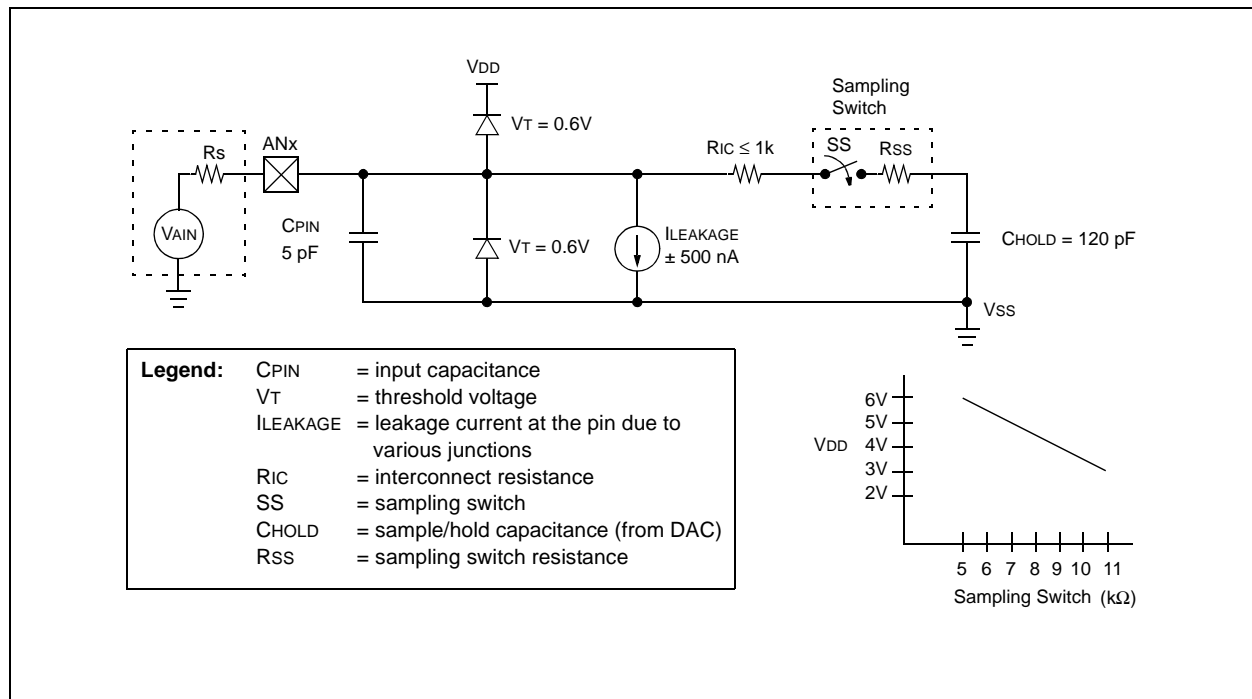 VDD
Sampling
Switch
VT = 0.6V
RS
ANx
RIC ≤ 1k
SS
RSS
VAIN
CPIN
5 pF
VT = 0.6V
ILEAKAGE
± 500 nA
CHOLD = 120 pF
VSS
Legend: CPIN = input capacitance
VT = threshold voltage
ILEAKAGE = leakage current at the pin due to
various junctions
RIC = interconnect resistance
SS = sampling switch
CHOLD = sample/hold capacitance (from DAC)
RSS = sampling switch resistance
6V
5V
VDD 4V
3V
2V
5 6 7 8 9 10 11
Sampling Switch (kΩ)